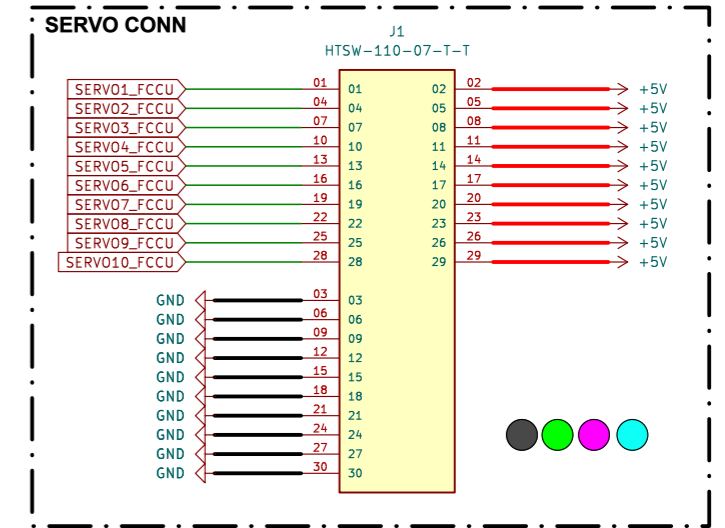 SERVO CONN
J1
HTSW-110-07-T-T
SERVO1_FCCU 01 01 02 02 +5V
SERVO2_FCCU 04 04 05 05 +5V
SERVO3_FCCU 07 07 08 08 +5V
SERVO4_FCCU 10 10 11 11 +5V
SERVO5_FCCU 13 13 14 14 +5V
SERVO6_FCCU 16 16 17 17 +5V
SERVO7_FCCU 19 19 20 20 +5V
SERVO8_FCCU 22 22 23 23 +5V
SERVO9_FCCU 25 25 26 26 +5V
SERVO10_FCCU 28 28 29 29 +5V
GND 03 03
GND 06 06
GND 09 09
GND 12 12
GND 15 15
GND 18 18
GND 21 21
GND 24 24
GND 27 27
GND 30 30